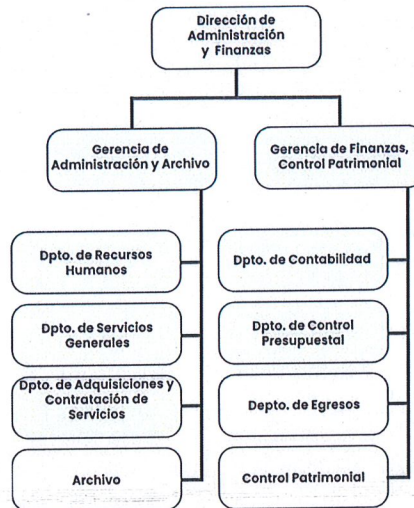 Dirección de
Administración
y Finanzas
Gerencia de
Administración y Archivo
Gerencia de Finanzas,
Control Patrimonial
Dpto. de Recursos
Humanos
Dpto. de Contabilidad
Dpto. de Servicios
Generales
Dpto. de Control
Presupuestal
Dpto. de Adquisiciones y
Contratación de
Servicios
Depto. de Egresos
Archivo
Control Patrimonial